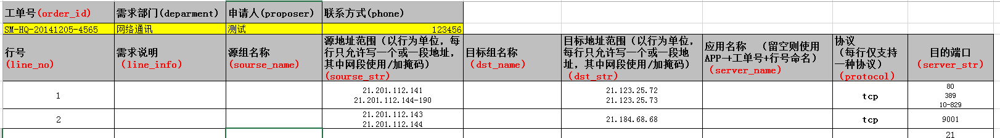 工单号(order_id) 需求部门(deparment) 申请人(proposer) 联系方式(phone)
SM-HQ-20141205-4565 网络通讯 测试 123456
行号
(line_no)
需求说明
(line_info)
源组名称
(sourse_name)
源地址范围（以行为单位，每
行只允许写一个或一段地址，
其中网段使用/加掩码）
(sourse_str)
目标组名称
(dst_name)
目标地址范围（以行为单位，
每行只允许写一个或一段地
址，其中网段使用/加掩码）
(dst_str)
应用名称 （留空则使用
APP-+工单号+行号命名）
(server_name)
协议
（每行仅支持
一种协议）
(protocol)
目的端口
(server_str)
1
21.201.112.141
21.201.112.144-190
21.123.25.72
21.123.25.73
tcp
80
389
10-829
2
21.201.112.143
21.201.112.144
21.184.68.68
tcp
9001
21